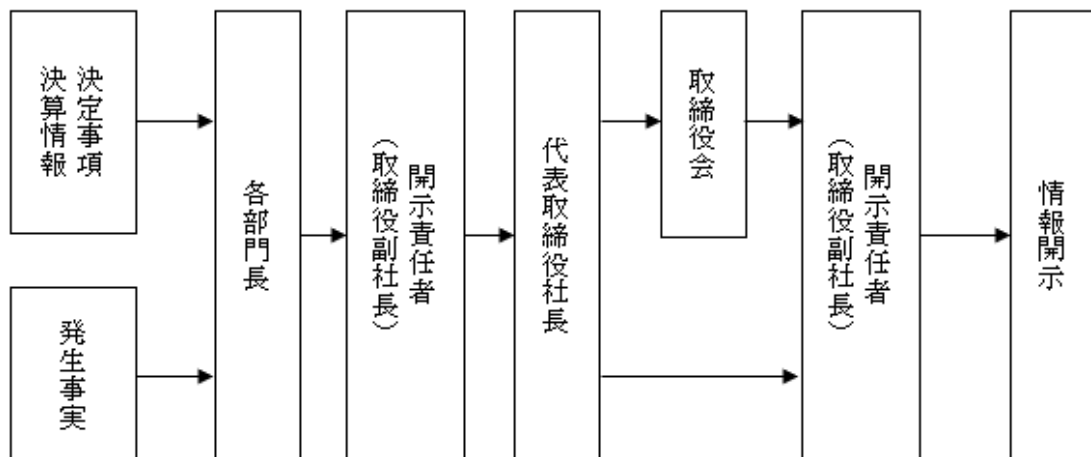 決定事項
決算情報
発生事実
各部門長
開示責任者
（取締役副社長）
代表取締役社長
取締役会
開示責任者
（取締役副社長）
情報開示